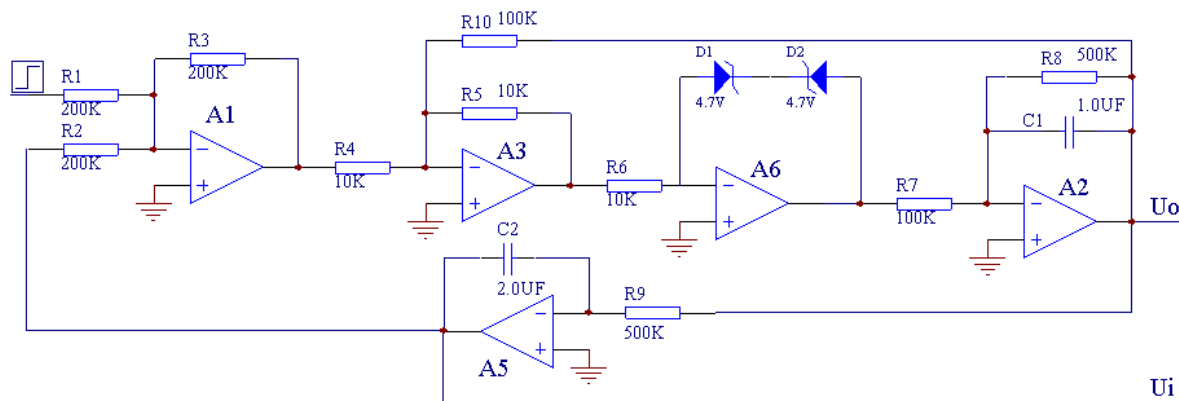 R10 100K
R3
200K
D1
D2
R8 500K
R1
200K
R5 10K
4.7V
4.7V
1.0UF
C1
R2
200K
A1
A3
A6
A2
R4
10K
R6
10K
R7
100K
Uo
C2
2.0UF
R9
500K
A5
Ui
-
+
-
+
-
+
-
+
-
+